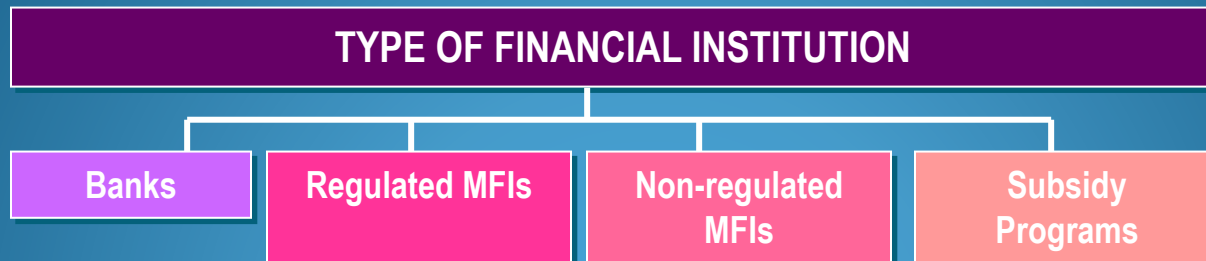 TYPE OF FINANCIAL INSTITUTION
Banks
Regulated MFIs
Non-regulated
MFIs
Subsidy
Programs